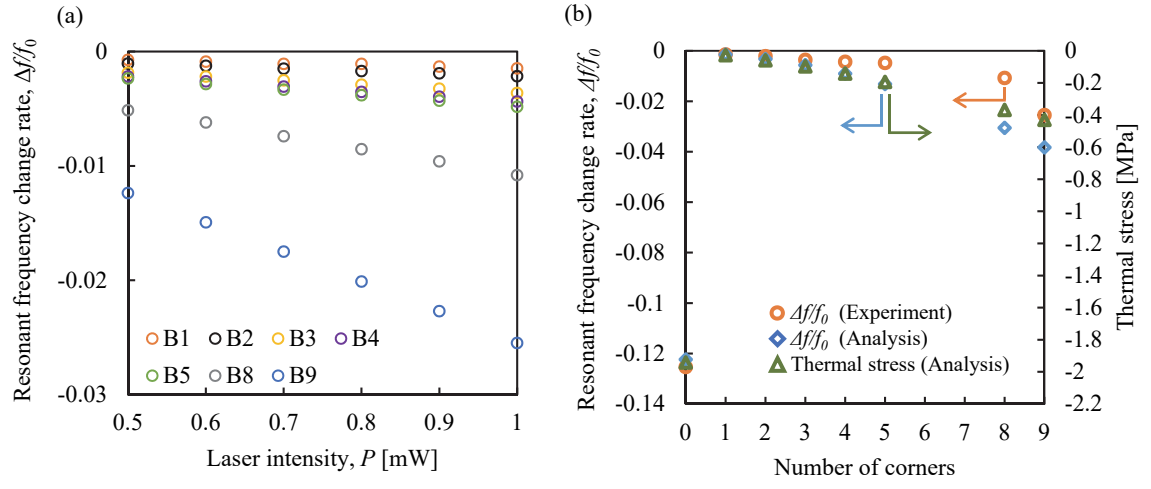 (a)
Resonant frequency change rate, Δf/f0
0
-0.01
-0.02
-0.03
0.5 0.6 0.7 0.8 0.9 1
Laser intensity, P [mW]
B1 B2 B3 B4
B5 B8 B9
(b)
Resonant frequency change rate, Δf/f0
0
-0.02
-0.04
-0.06
-0.08
-0.1
-0.12
-0.14
0 1 2 3 4 5 6 7 8 9
Number of corners
Δf/f0 (Experiment)
Δf/f0 (Analysis)
Thermal stress (Analysis)
0
-0.2
-0.4
-0.6
-0.8
-1
-1.2
-1.4
-1.6
-1.8
-2
-2.2
Thermal stress [MPa]